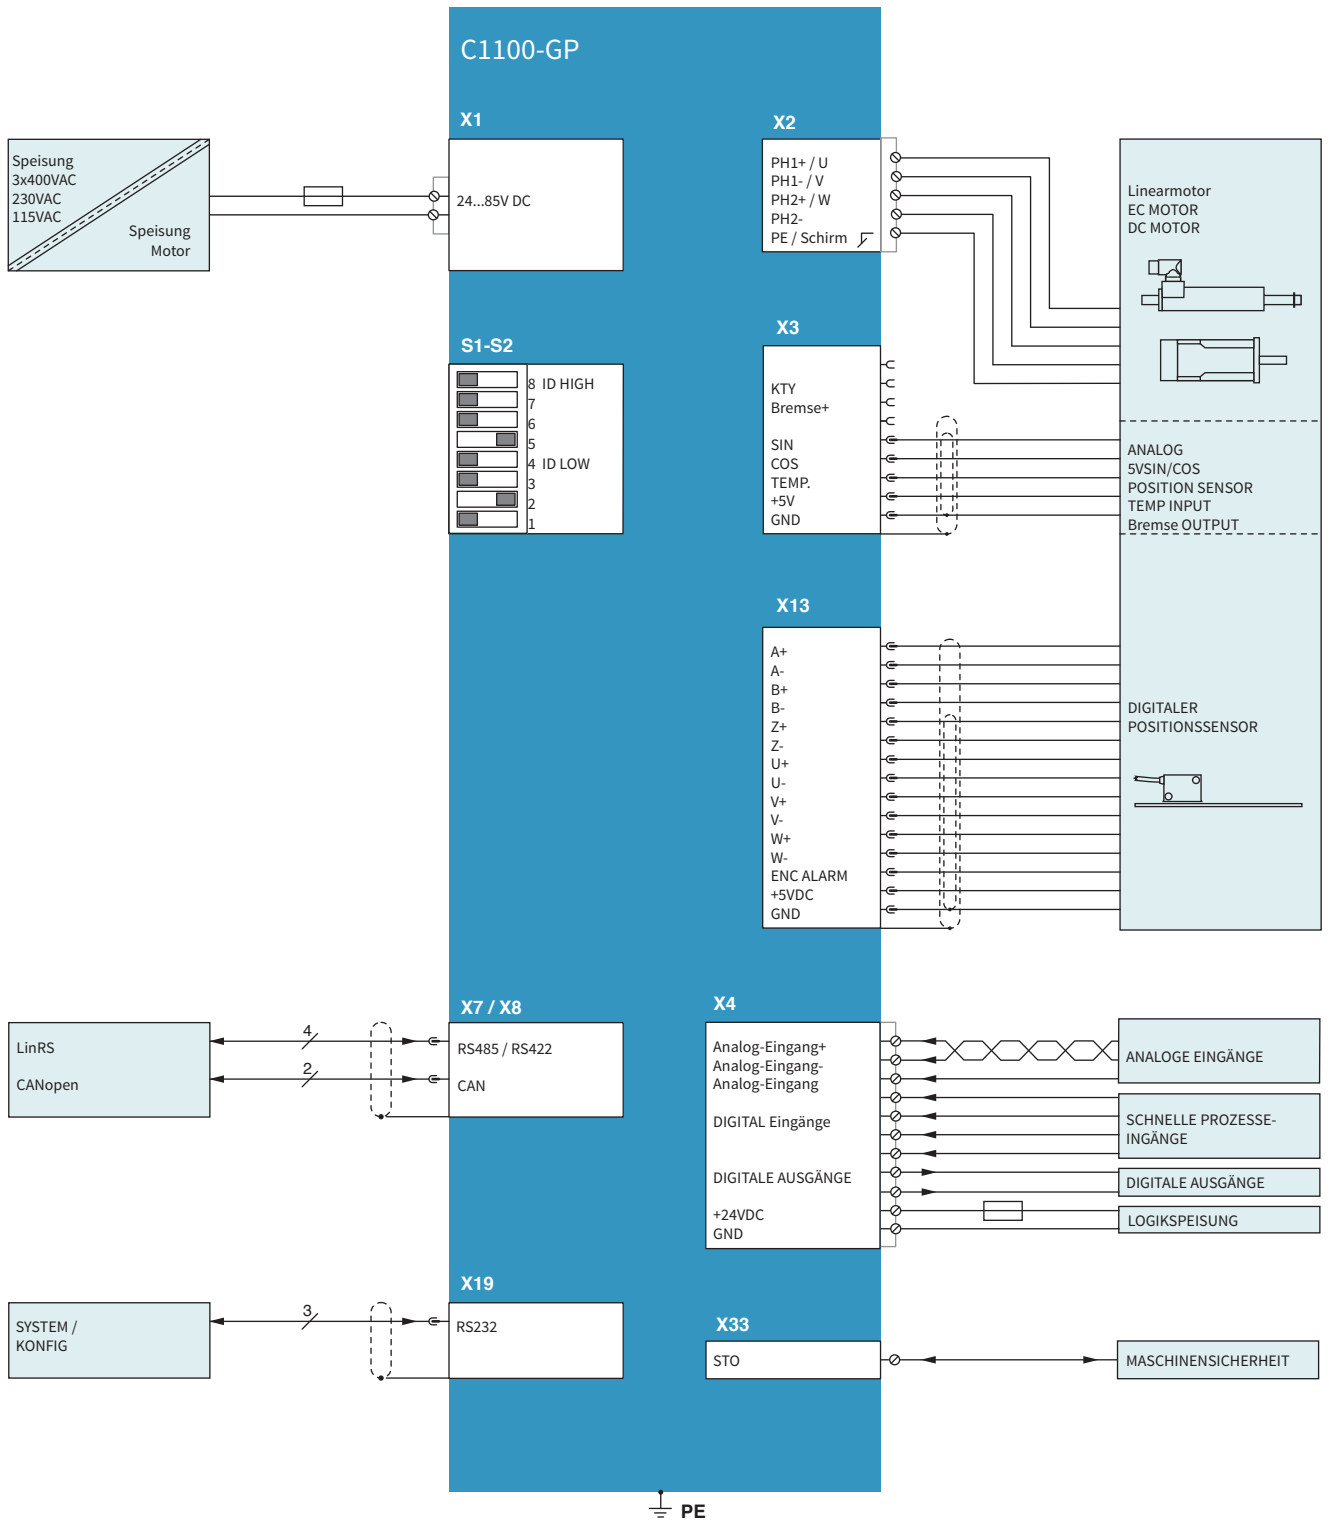 C1100-GP
X1
Speisung
3x400VAC
230VAC
115VAC
Speisung
Motor
24...85V DC
X2
PH1+ / U
PH1- / V
PH2+ / W
PH2-
PE / Schirm
Linearmotor
EC MOTOR
DC MOTOR
S1-S2
8 ID HIGH
7
6
5
4 ID LOW
3
2
1
X3
KTY
Bremse+
SIN
COS
TEMP.
+5V
GND
ANALOG
5VSIN/COS
POSITION SENSOR
TEMP INPUT
Bremse OUTPUT
X13
A+
A-
B+
B-
Z+
Z-
U+
U-
V+
V-
W+
W-
ENC ALARM
+5VDC
GND
DIGITALER
POSITIONSSENSOR
X7 / X8
LinRS
CANopen
4
2
RS485 / RS422
CAN
X4
Analog-Eingang+
Analog-Eingang-
Analog-Eingang
DIGITAL Eingänge
DIGITALE AUSGÄNGE
+24VDC
GND
ANALOGE EINGÄNGE
SCHNELLE PROZESSE-
INGÄNGE
DIGITALE AUSGÄNGE
LOGIKSPEISUNG
X19
SYSTEM /
KONFIG
3
RS232
X33
STO
MASCHINENSICHERHEIT
PE